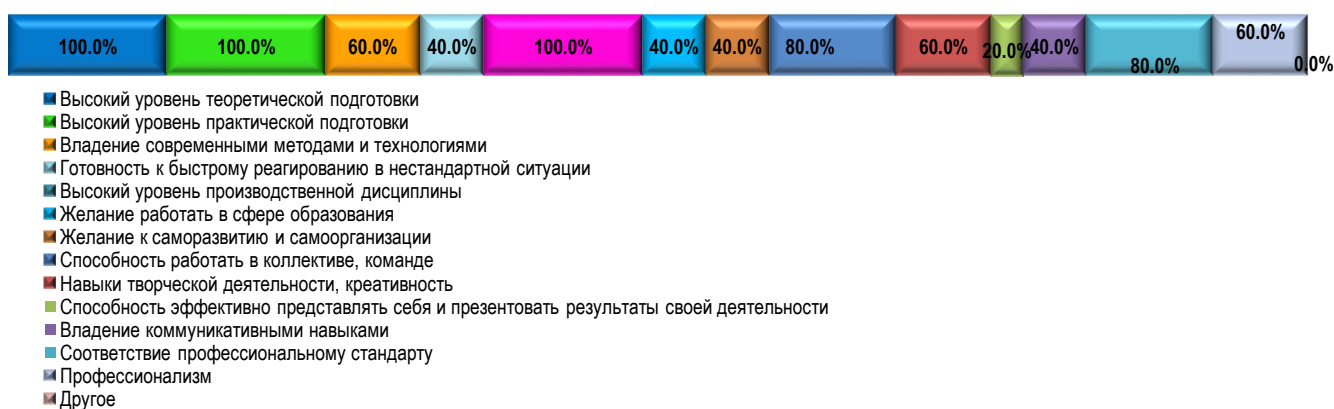 100.0% 100.0% 60.0% 40.0% 100.0% 40.0% 40.0% 80.0% 60.0% 20.0% 40.0% 80.0% 60.0% 0.0%
Высокий уровень теоретической подготовки
Высокий уровень практической подготовки
Владение современными методами и технологиями
Готовность к быстрому реагированию в нестандартной ситуации
Высокий уровень производственной дисциплины
Желание работать в сфере образования
Желание к саморазвитию и самоорганизации
Способность работать в коллективе, команде
Навыки творческой деятельности, креативность
Способность эффективно представлять себя и презентовать результаты своей деятельности
Владение коммуникативными навыками
Соответствие профессиональному стандарту
Профессионализм
Другое